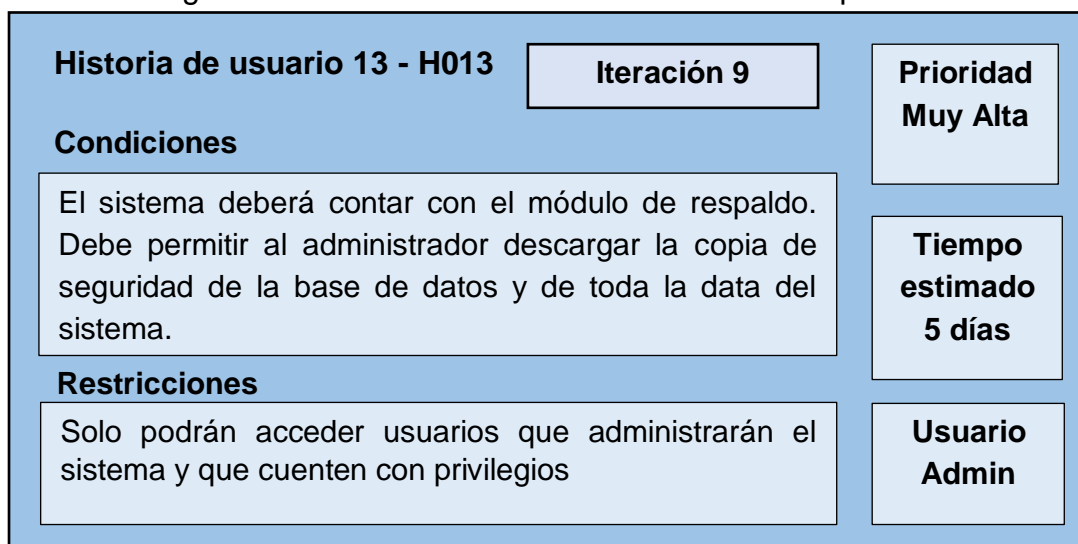 Historia de usuario 13 - H013
Iteración 9
Prioridad
Muy Alta
Condiciones
El sistema deberá contar con el módulo de respaldo.
Debe permitir al administrador descargar la copia de
seguridad de la base de datos y de toda la data del
sistema.
Tiempo
estimado
5 días
Restricciones
Solo podrán acceder usuarios que administrarán el
sistema y que cuenten con privilegios
Usuario
Admin